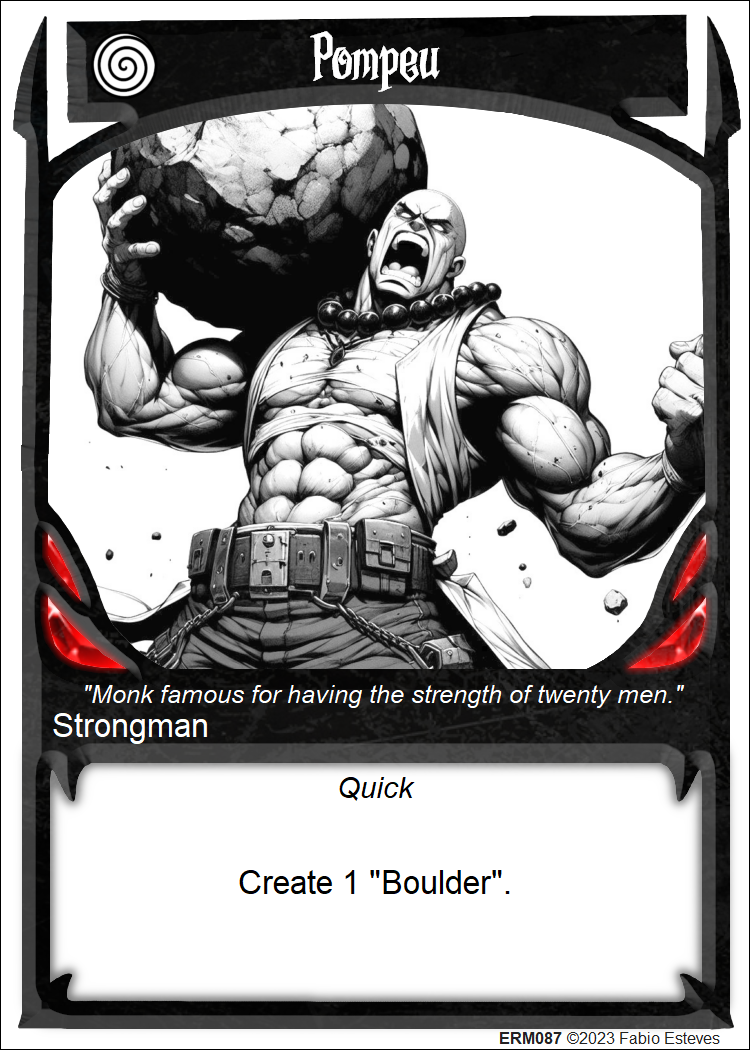 Pompeu
"Monk famous for having the strength of twenty men."
Strongman
Quick
Create 1 "Boulder".
ERM087 ©2023 Fabio Esteves